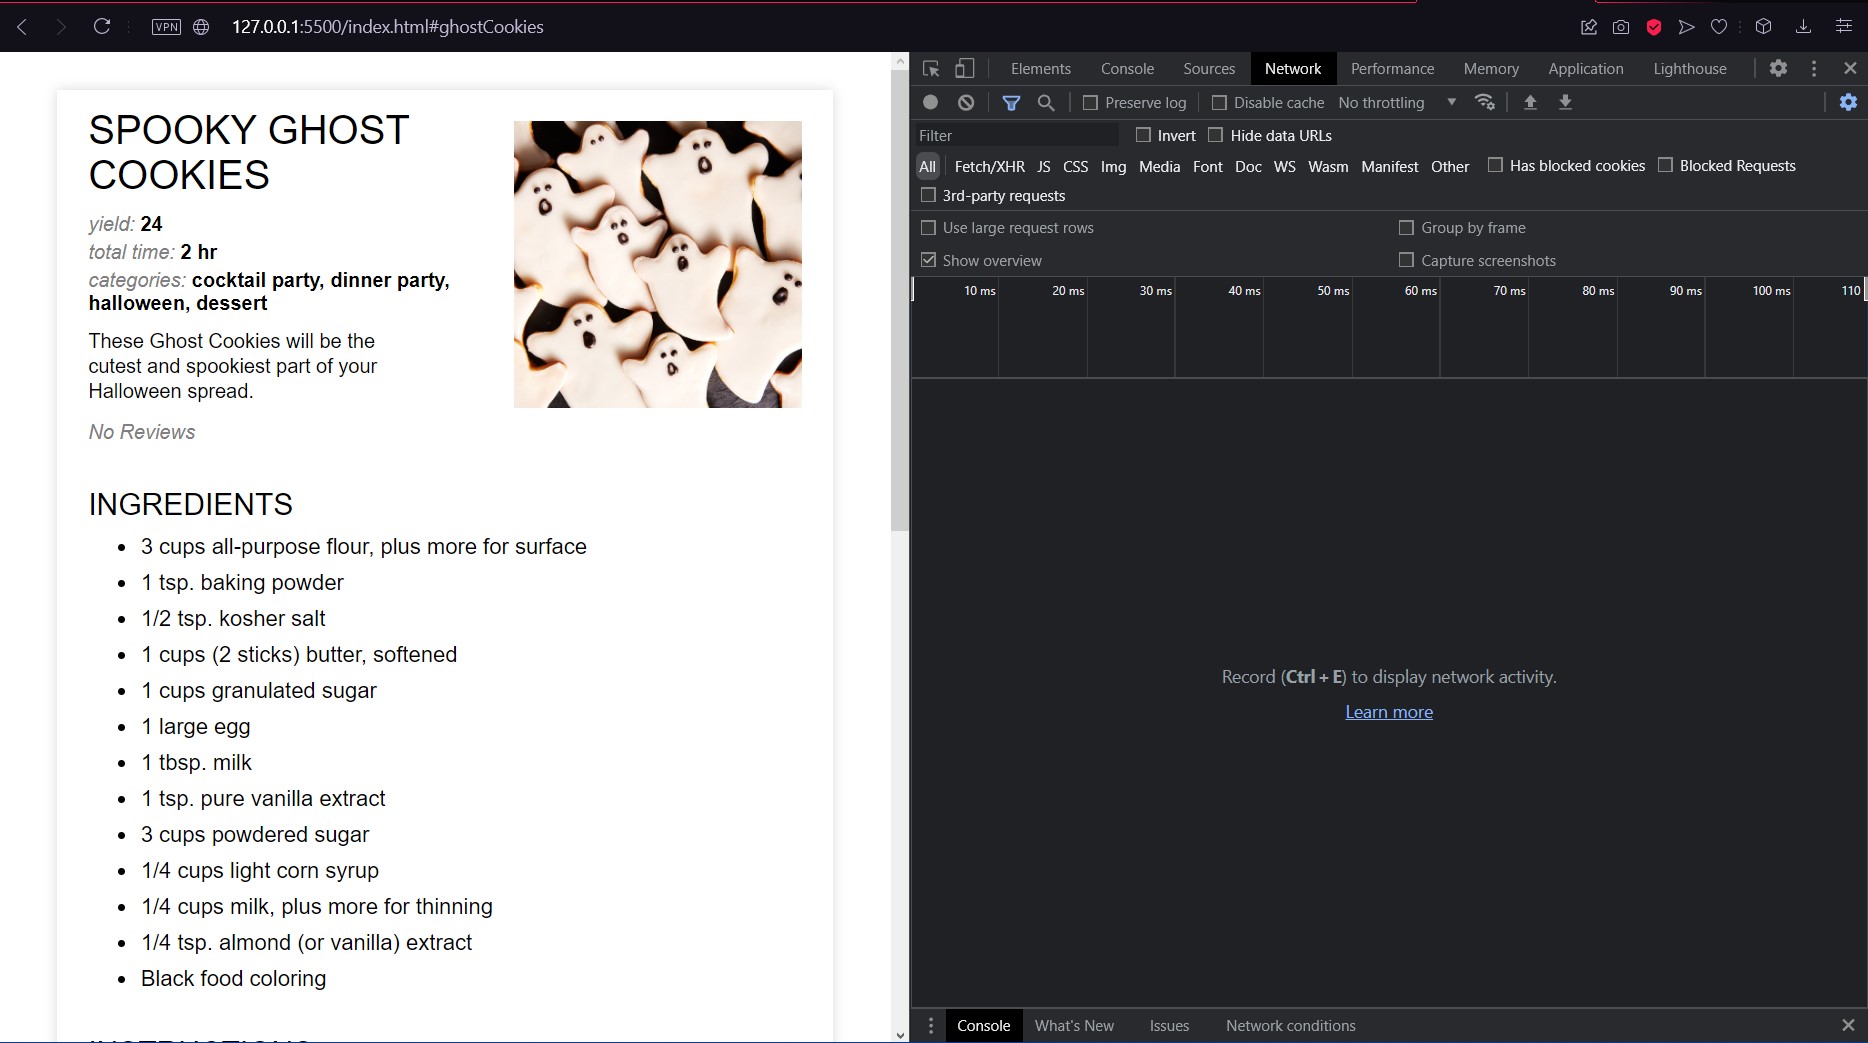 VPN 127.0.0.1:5500/index.html#ghostCookies
SPOOKY GHOST
COOKIES
yield: 24
total time: 2 hr
categories: cocktail party, dinner party,
halloween, dessert
These Ghost Cookies will be the
cutest and spookiest part of your
Halloween spread.
No Reviews
INGREDIENTS
3 cups all-purpose flour, plus more for surface
1 tsp. baking powder
1/2 tsp. kosher salt
1 cups (2 sticks) butter, softened
1 cups granulated sugar
1 large egg
1 tbsp. milk
1 tsp. pure vanilla extract
3 cups powdered sugar
1/4 cups light corn syrup
1/4 cups milk, plus more for thinning
1/4 tsp. almond (or vanilla) extract
Black food coloring
Elements Console Sources Network Performance Memory Application Lighthouse
Preserve log Disable cache No throttling
Filter Invert Hide data URLs
All Fetch/XHR JS CSS Img Media Font Doc WS Wasm Manifest Other Has blocked cookies Blocked Requests
3rd-party requests
Use large request rows Group by frame
Show overview Capture screenshots
10 ms 20 ms 30 ms 40 ms 50 ms 60 ms 70 ms 80 ms 90 ms 100 ms 110
Record (Ctrl + E) to display network activity.
Learn more
Console What's New Issues Network conditions